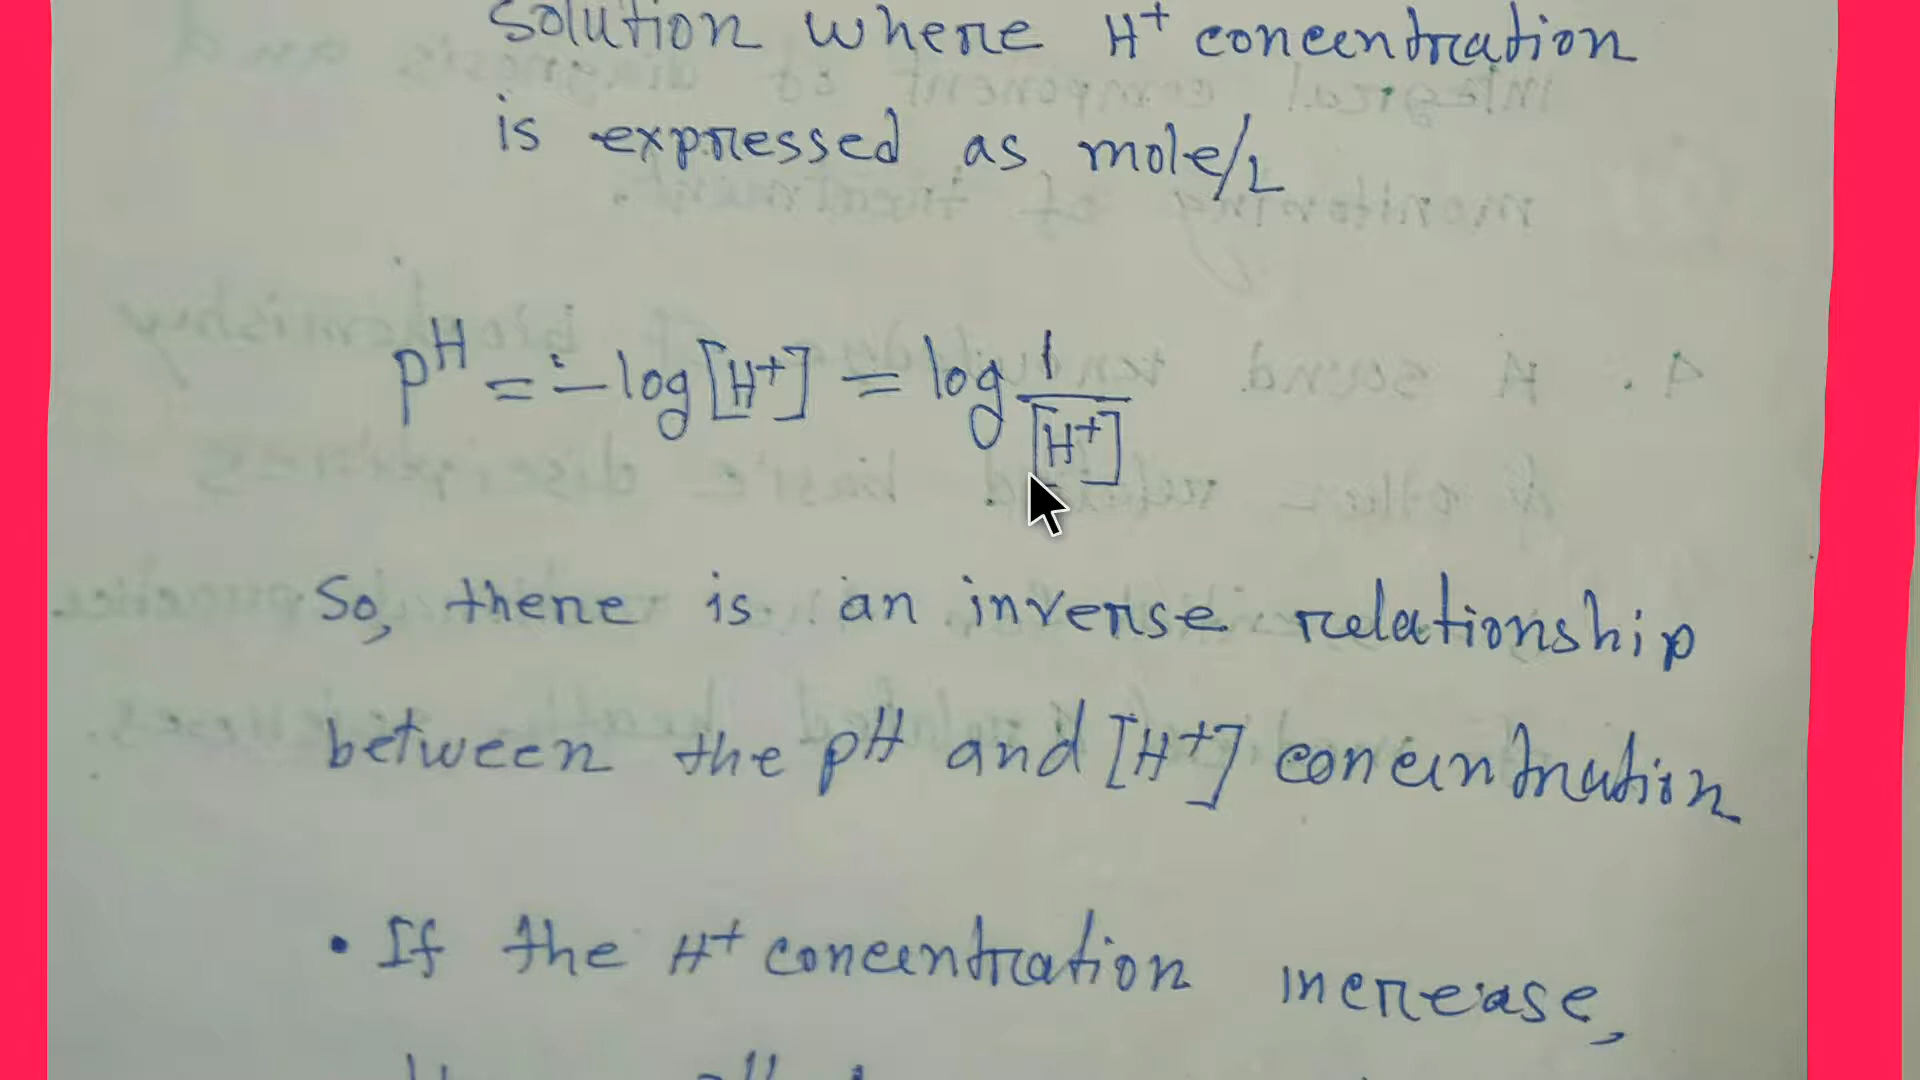 solution where H⁺ concentration
is expressed as mole/L
pH = - log [H⁺] = log 1/[H⁺]
So, there is an inverse relationship
between the pH and [H⁺] concentration
• If the H⁺ concentration increase,